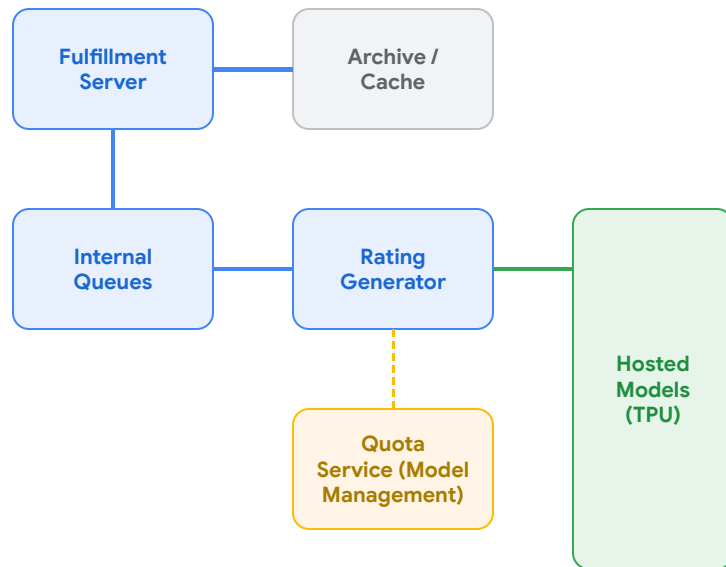 Fulfillment
Server
Archive /
Cache
Internal
Queues
Rating
Generator
Hosted
Models
(TPU)
Quota
Service (Model
Management)